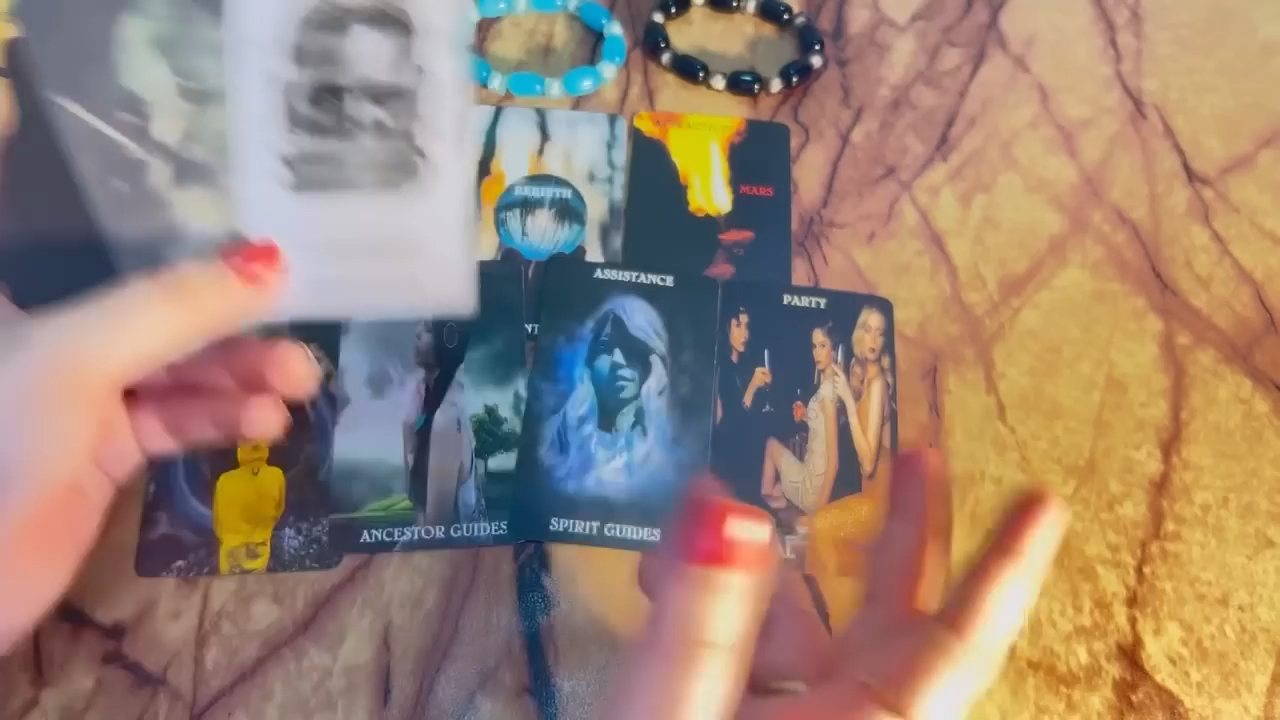 REBIRTH
MARS
ASSISTANCE
PARTY
ANCESTOR GUIDES
SPIRIT GUIDES